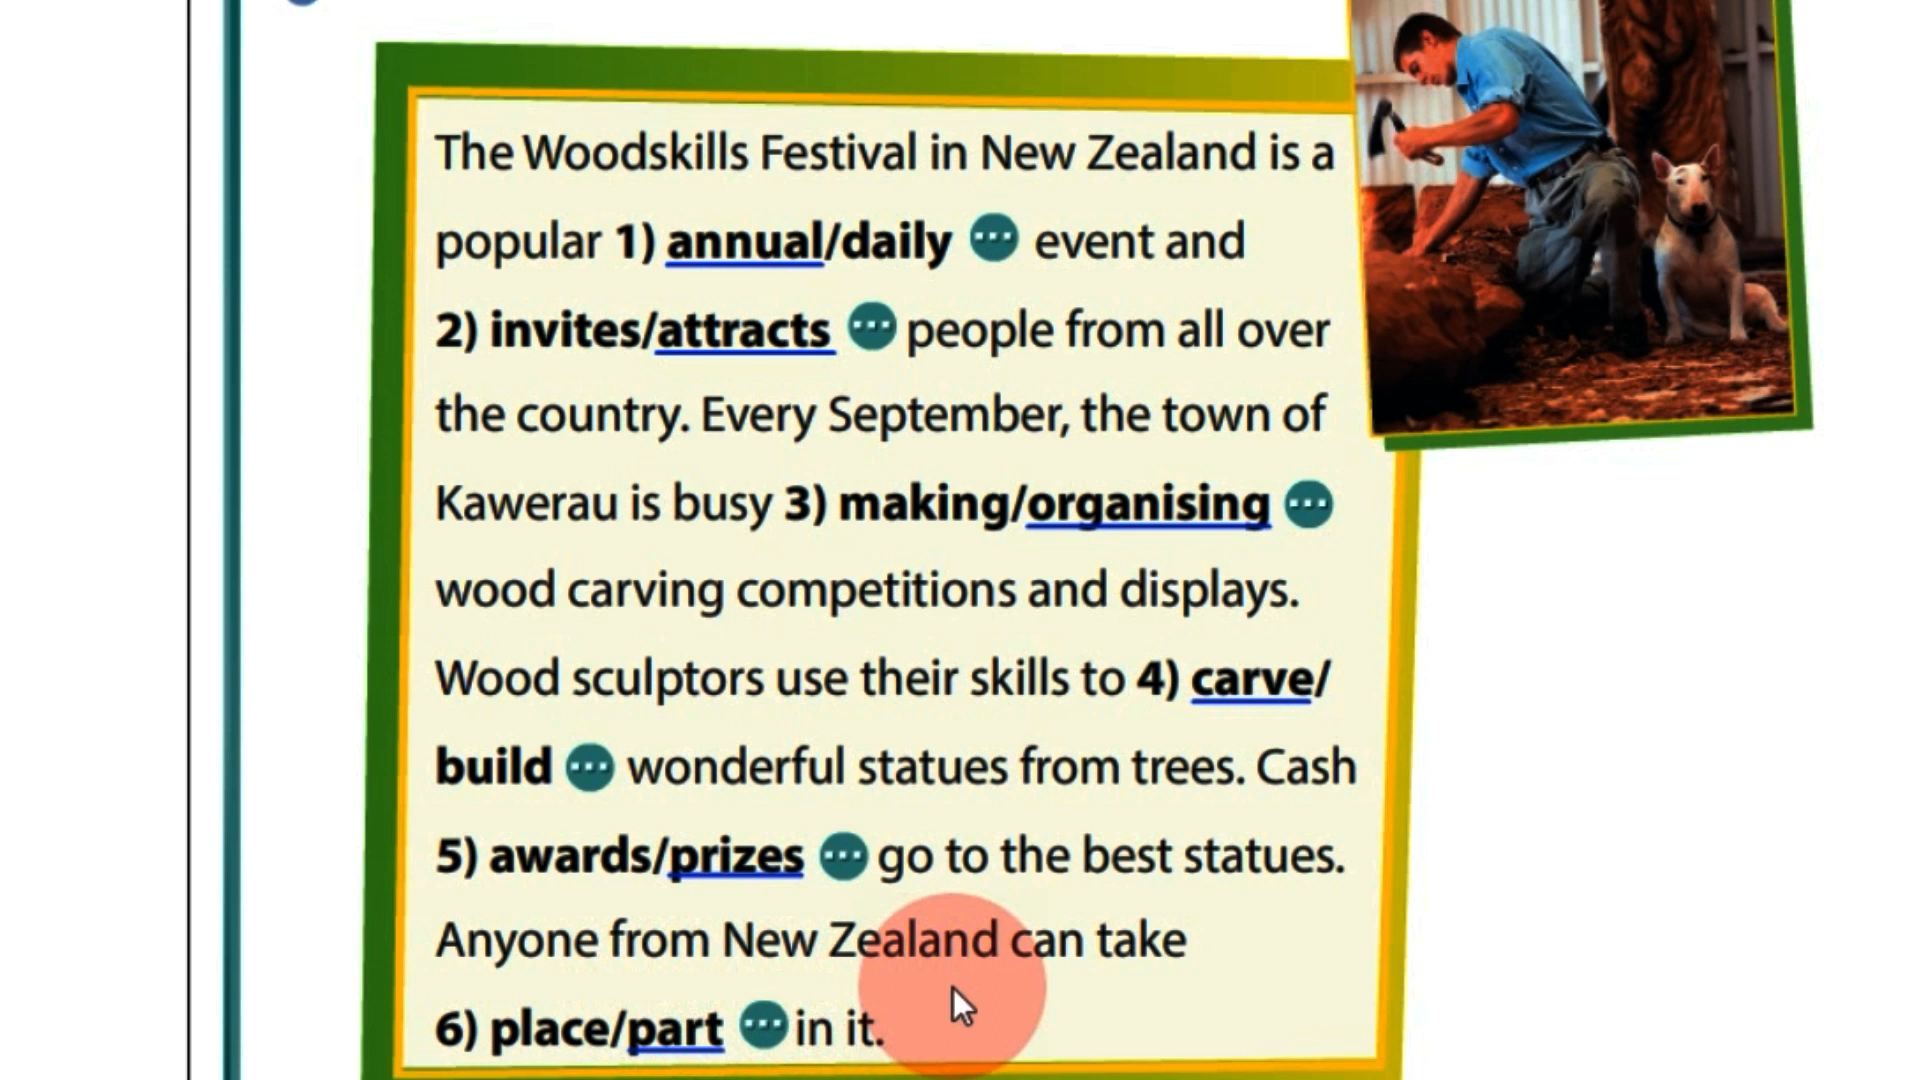 The Woodskills Festival in New Zealand is a
popular 1) annual/daily event and
2) invites/attracts people from all over
the country. Every September, the town of
Kawerau is busy 3) making/organising
wood carving competitions and displays.
Wood sculptors use their skills to 4) carve/
build wonderful statues from trees. Cash
5) awards/prizes go to the best statues.
Anyone from New Zealand can take
6) place/part in it.